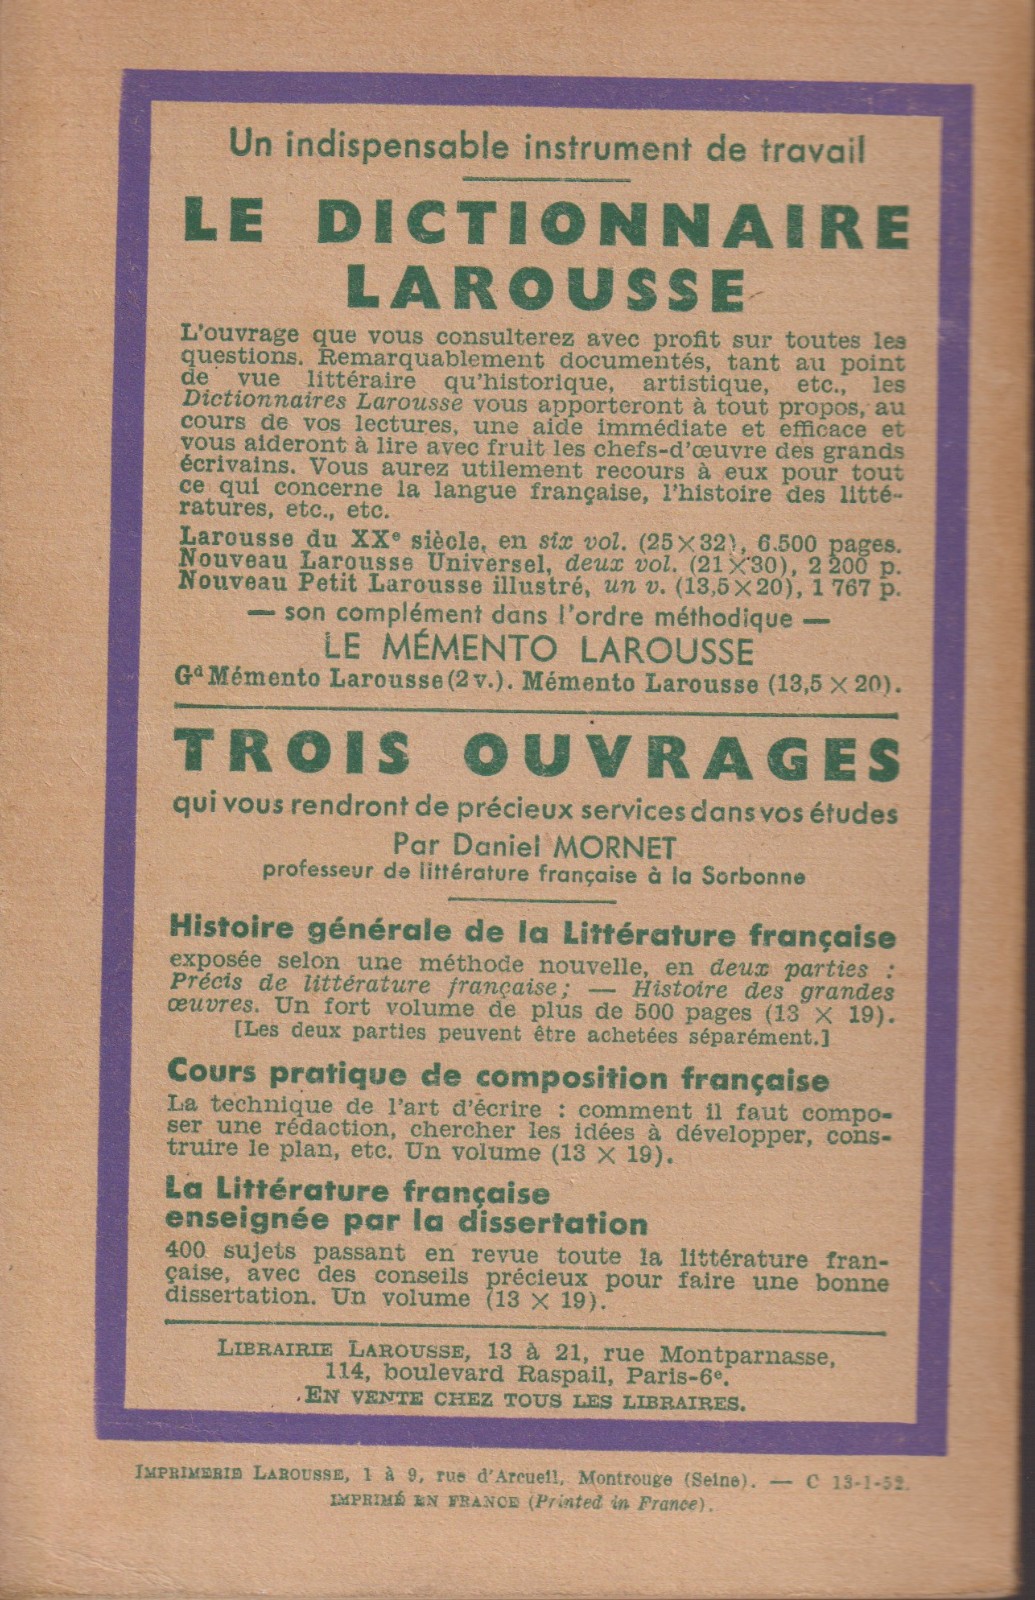 Un indispensable instrument de travail
LE DICTIONNAIRE
LAROUSSE
L'ouvrage que vous consulterez avec profit sur toutes les
questions. Remarquablement documentés, tant au point
de vue littéraire qu'historique, artistique, etc., les
Dictionnaires Larousse vous apporteront à tout propos, au
cours de vos lectures, une aide immédiate et efficace et
vous aideront à lire avec fruit les chefs-d'œuvre des grands
écrivains. Vous aurez utilement recours à eux pour tout
ce qui concerne la langue française, l'histoire des litté-
ratures, etc., etc.
Larousse du XXe siècle, en six vol. (25 × 32), 6.500 pages.
Nouveau Larousse Universel, deux vol. (21 × 30), 2 200 p.
Nouveau Petit Larousse illustré, un v. (13,5 × 20), 1 767 p.
— son complément dans l'ordre méthodique —
LE MÉMENTO LAROUSSE
Gd Mémento Larousse (2 v.). Mémento Larousse (13,5 × 20).
TROIS OUVRAGES
qui vous rendront de précieux services dans vos études
Par Daniel MORNET
professeur de littérature française à la Sorbonne
Histoire générale de la Littérature française
exposée selon une méthode nouvelle, en deux parties :
Précis de littérature française; — Histoire des grandes
œuvres. Un fort volume de plus de 500 pages (13 × 19).
[Les deux parties peuvent être achetées séparément.]
Cours pratique de composition française
La technique de l'art d'écrire : comment il faut compo-
ser une rédaction, chercher les idées à développer, cons-
truire le plan, etc. Un volume (13 × 19).
La Littérature française
enseignée par la dissertation
400 sujets passant en revue toute la littérature fran-
çaise, avec des conseils précieux pour faire une bonne
dissertation. Un volume (13 × 19).
LIBRAIRIE LAROUSSE, 13 à 21, rue Montparnasse,
114, boulevard Raspail, Paris-6e.
EN VENTE CHEZ TOUS LES LIBRAIRES.
IMPRIMERIE LAROUSSE, 1 à 9, rue d'Arcueil, Montrouge (Seine). — C 13-1-52.
IMPRIMÉ EN FRANCE (Printed in France).